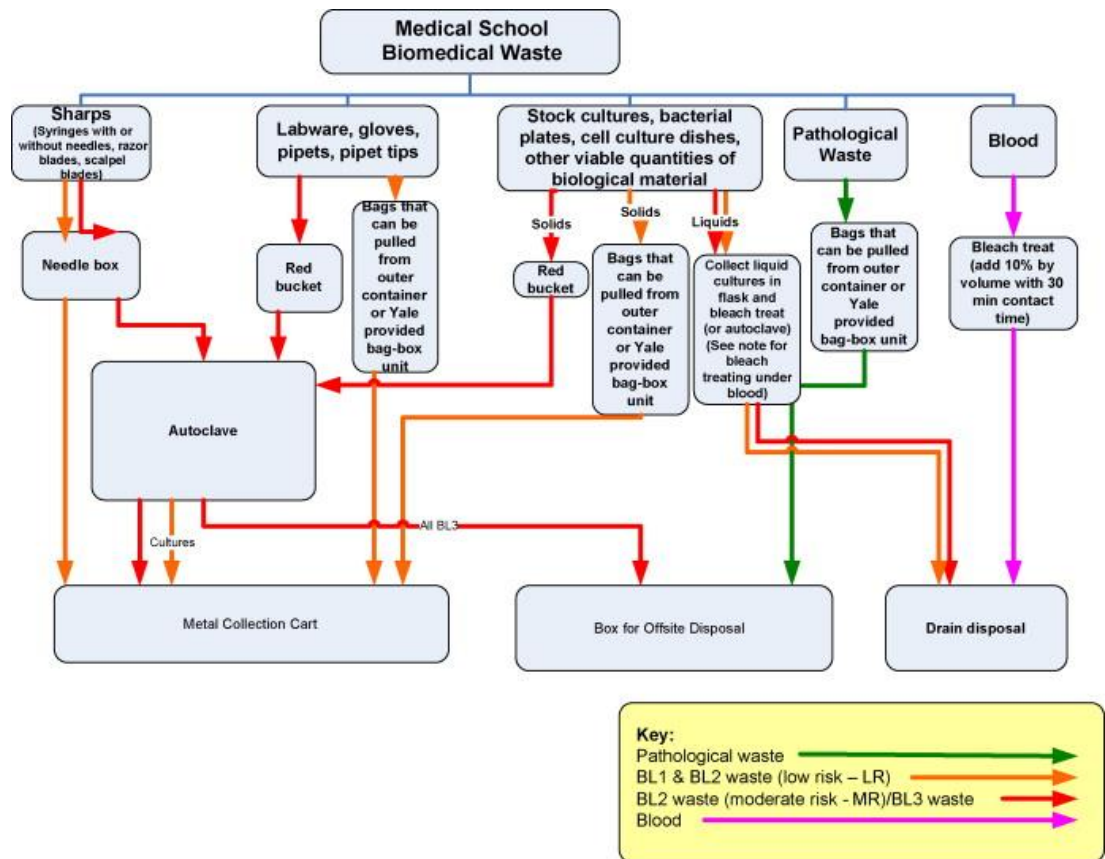 Medical School
Biomedical Waste
Sharps
(Syringes with or
without needles, razor
blades, scalpel
blades)
Labware, gloves,
pipets, pipet tips
Stock cultures, bacterial
plates, cell culture dishes,
other viable quantities of
biological material
Pathological
Waste
Blood
Needle box
Red
bucket
Bags that
can be
pulled
from
outer
container
or Yale
provided
bag-box
unit
Solids
Red
bucket
Solids
Bags that
can be
pulled from
outer
container
or Yale
provided
bag-box
unit
Liquids
Collect liquid
cultures in
flask and
bleach treat
(or autoclave)
(See note for
bleach
treating under
blood)
Bags that
can be pulled
from outer
container or
Yale
provided
bag-box unit
Bleach treat
(add 10% by
volume with 30
min contact
time)
Autoclave
Cultures
All BL3
Metal Collection Cart
Box for Offsite Disposal
Drain disposal
Key:
Pathological waste
BL1 & BL2 waste (low risk – LR)
BL2 waste (moderate risk - MR)/BL3 waste
Blood